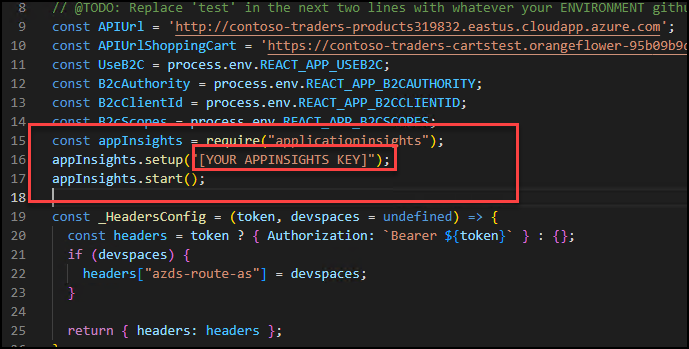 8 // @TODO: Replace 'test' in the next two lines with whatever your ENVIRONMENT githu
9 const APIUrl = 'http://contoso-traders-products319832.eastus.cloudapp.azure.com';
10 const APIUrlShoppingCart = 'https://contoso-traders-cartstest.orangeflower-95b09b9c
11 const UseB2C = process.env.REACT_APP_USEB2C;
12 const B2cAuthority = process.env.REACT_APP_B2CAUTHORITY;
13 const B2cClientId = process.env.REACT_APP_B2CCLIENTID;
14 const B2cScopes = process.env.REACT_APP_B2CSCOPES;
15 const appInsights = require("applicationinsights");
16 appInsights.setup("[YOUR APPINSIGHTS KEY]");
17 appInsights.start();
18
19 const _HeadersConfig = (token, devspaces = undefined) => {
20 const headers = token ? { Authorization: `Bearer ${token}` } : {};
21 if (devspaces) {
22 headers["azds-route-as"] = devspaces;
23 }
24
25 return { headers: headers };